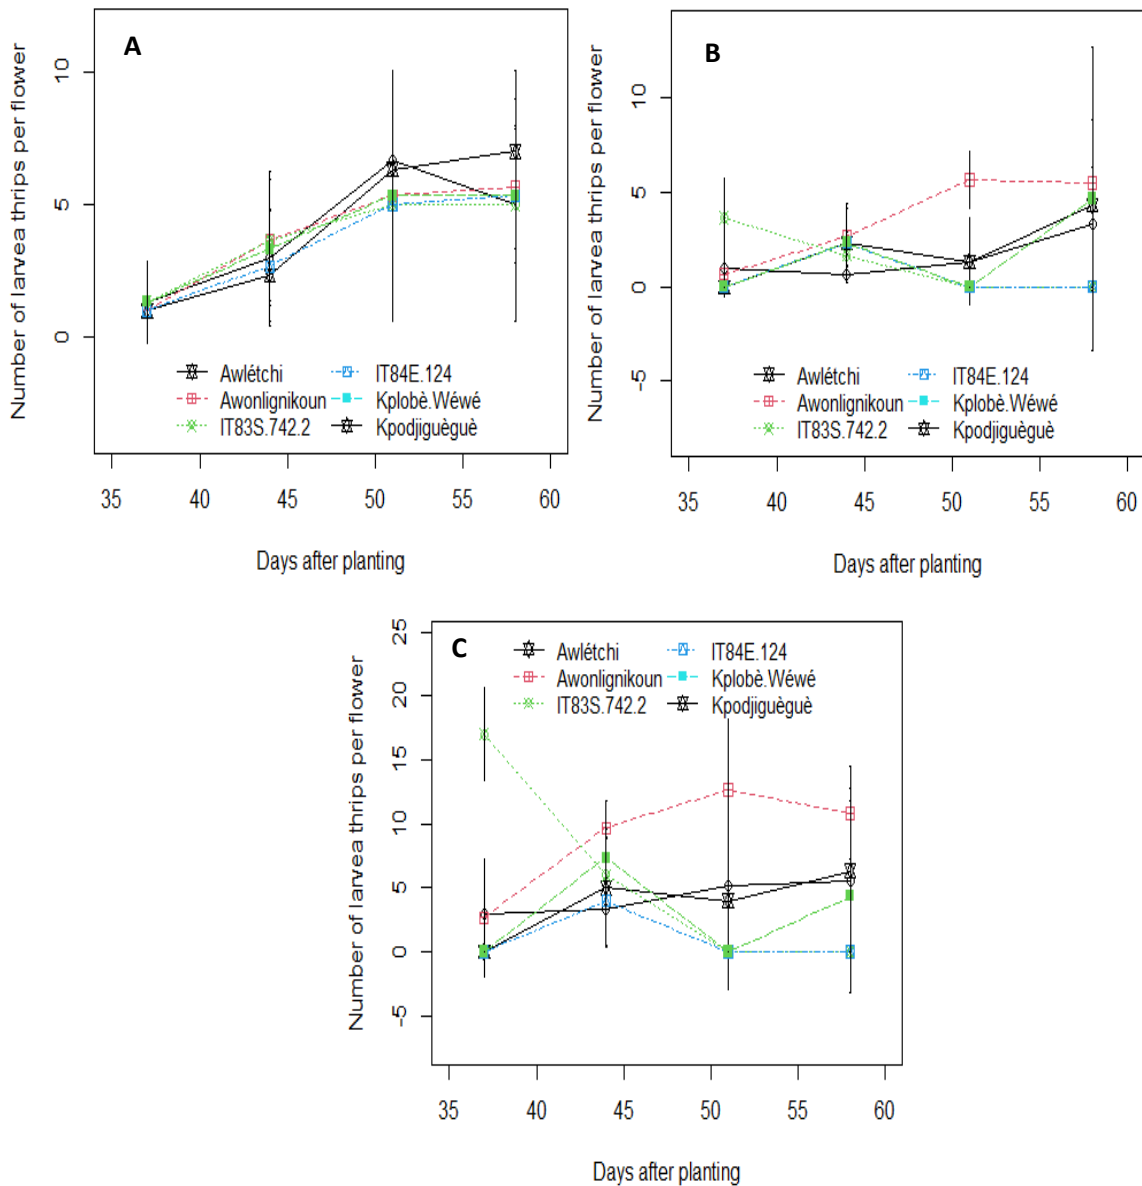 A
Number of larvea thrips per flower
10
5
0
Awlétchi
Awonlignikoun
IT83S.742.2
IT84E.124
Kplobè.Wéwé
Kpodjiguèguè
35 40 45 50 55 60
Days after planting
B
Number of larvea thrips per flower
10
5
0
-5
Awlétchi
Awonlignikoun
IT83S.742.2
IT84E.124
Kplobè.Wéwé
Kpodjiguèguè
35 40 45 50 55 60
Days after planting
C
Number of larvea thrips per flower
25
20
15
10
5
0
-5
Awlétchi
Awonlignikoun
IT83S.742.2
IT84E.124
Kplobè.Wéwé
Kpodjiguèguè
35 40 45 50 55 60
Days after planting